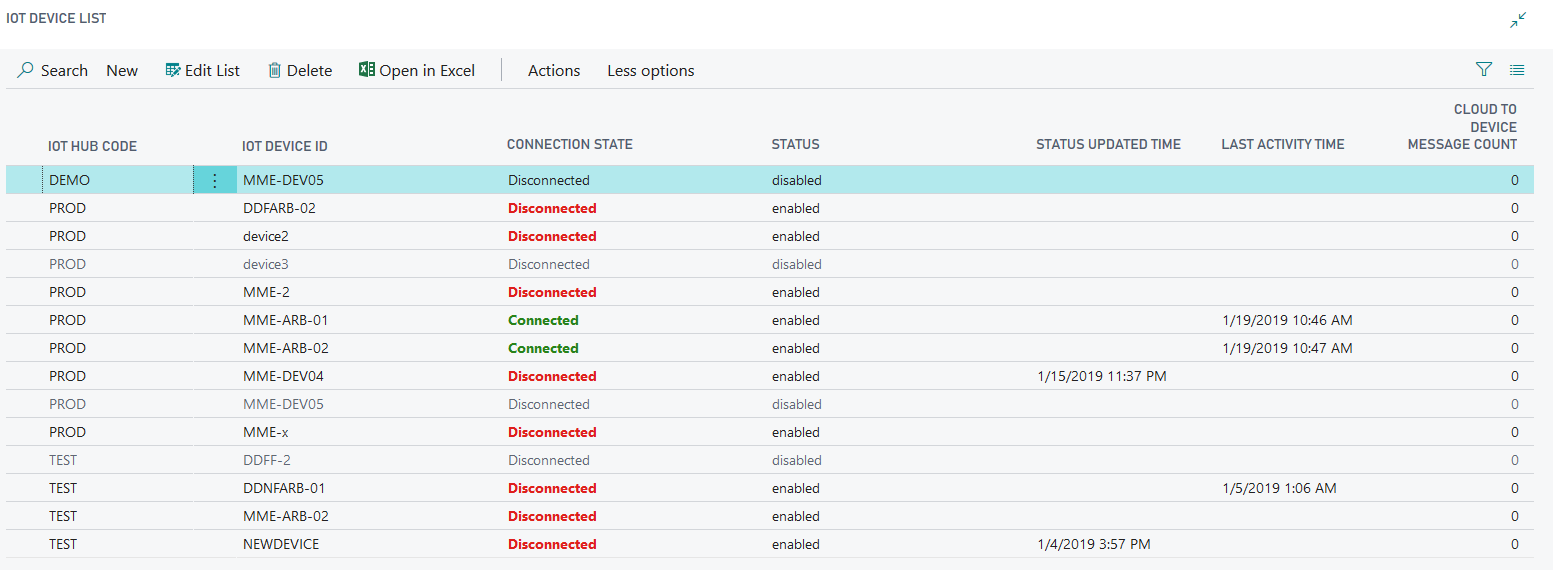 IOT DEVICE LIST
Search New Edit List Delete Open in Excel Actions Less options
IOT HUB CODE IOT DEVICE ID CONNECTION STATE STATUS STATUS UPDATED TIME LAST ACTIVITY TIME CLOUD TO
DEVICE
MESSAGE COUNT
DEMO MME-DEV05 Disconnected disabled 0
PROD DDFARB-02 Disconnected enabled 0
PROD device2 Disconnected enabled 0
PROD device3 Disconnected disabled 0
PROD MME-2 Disconnected enabled 0
PROD MME-ARB-01 Connected enabled 1/19/2019 10:46 AM 0
PROD MME-ARB-02 Connected enabled 1/19/2019 10:47 AM 0
PROD MME-DEV04 Disconnected enabled 1/15/2019 11:37 PM 0
PROD MME-DEV05 Disconnected disabled 0
PROD MME-x Disconnected enabled 0
TEST DDFF-2 Disconnected disabled 0
TEST DDNFARB-01 Disconnected enabled 1/5/2019 1:06 AM 0
TEST MME-ARB-02 Disconnected enabled 0
TEST NEWDEVICE Disconnected enabled 1/4/2019 3:57 PM 0